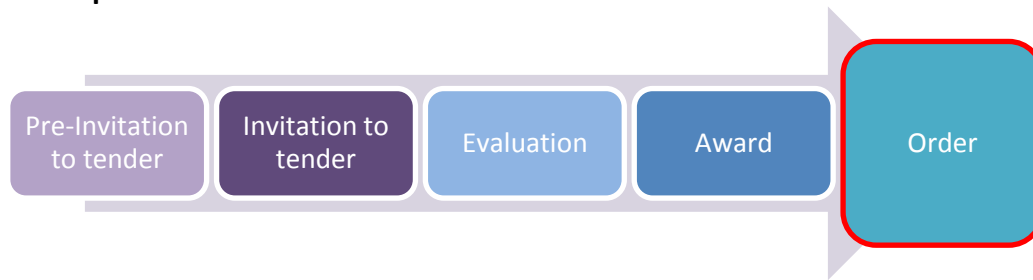 Pre-Invitation
to tender
Invitation to
tender
Evaluation
Award
Order